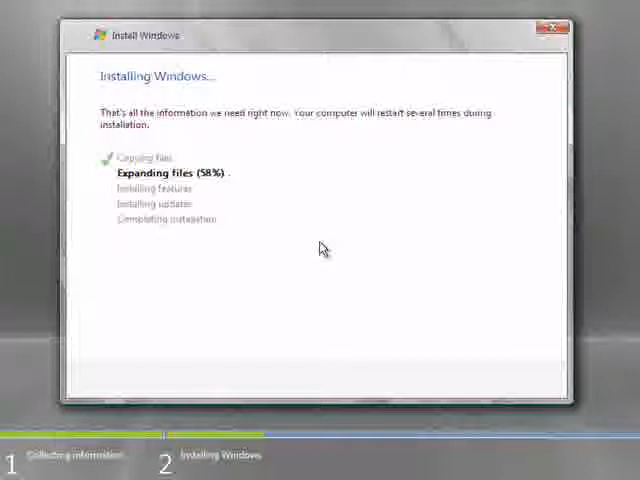 Install Windows
Installing Windows...
That's all the information we need right now. Your computer will restart several times during
installation.
Copying files
Expanding files (58%) .
Installing features
Installing updates
Completing installation
1 Collecting information
2 Installing Windows